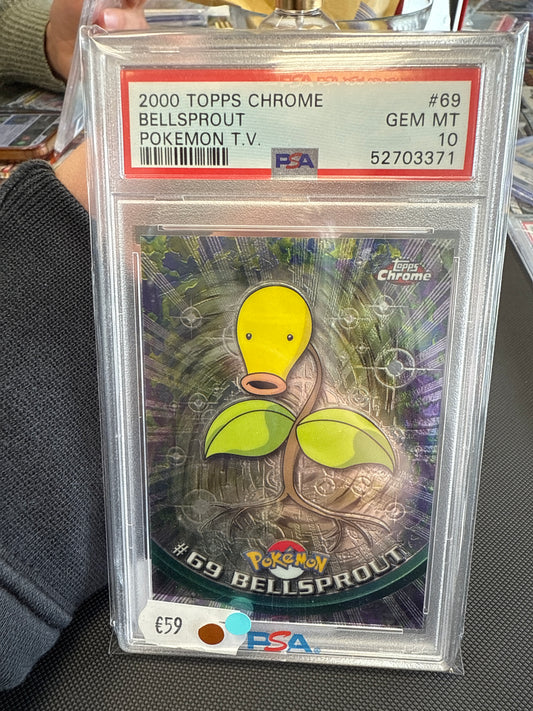 2000 TOPPS CHROME #69
BELLSPROUT GEM MT
POKEMON T.V. 10
PSA 52703371
Topps
Chrome
POKéMON
#69 BELLSPROUT
€59
PSA